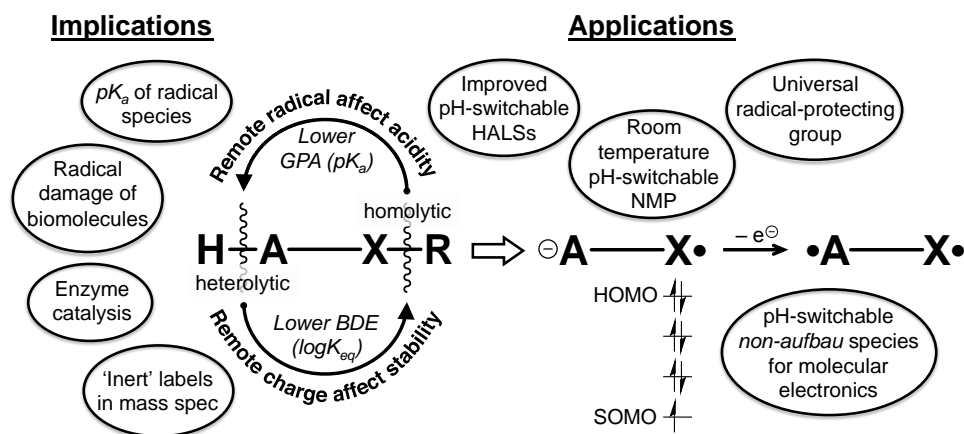 Implications
pKa of radical
species
Radical
damage of
biomolecules
Enzyme
catalysis
'Inert' labels
in mass spec
Remote radical affect acidity
Lower
GPA (pKa)
homolytic
H A X R
heterolytic
Lower BDE
(logKeq)
Remote charge affect stability
Applications
Improved
pH-switchable
HALSs
Room
temperature
pH-switchable
NMP
Universal
radical-protecting
group
⊖A X• – e⊖ •A X•
HOMO
SOMO
pH-switchable
non-aufbau species
for molecular
electronics